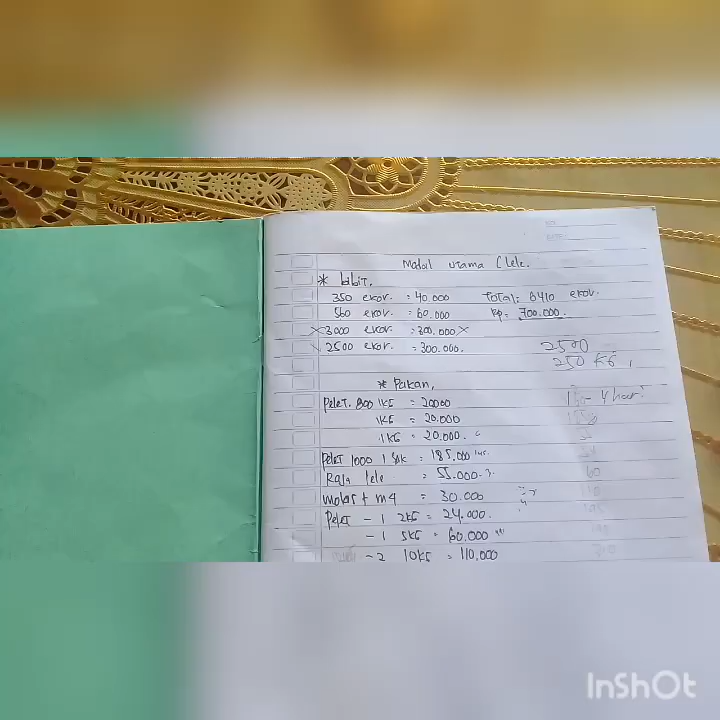 Modal utama Clele.
* bibit.
350 ekor. = 40.000 Total: 6410 ekor.
560 ekor. = 60.000 Rp= 700.000.
×3000 ekor. = 300.000 ×
2500 ekor. = 300.000.
2500
250 KG,
* Pakan,
Pelet. 800 1KG = 20000
1KG = 20.000
1KG = 20.000.
Pelet 1000 1 Sak = 185.000
Raja lele = 55.000
molas + m4 = 30.000
Pelet - 1 2KG = 24.000.
- 1 5KG = 60.000
- 2 10KG = 110.000
InShOt